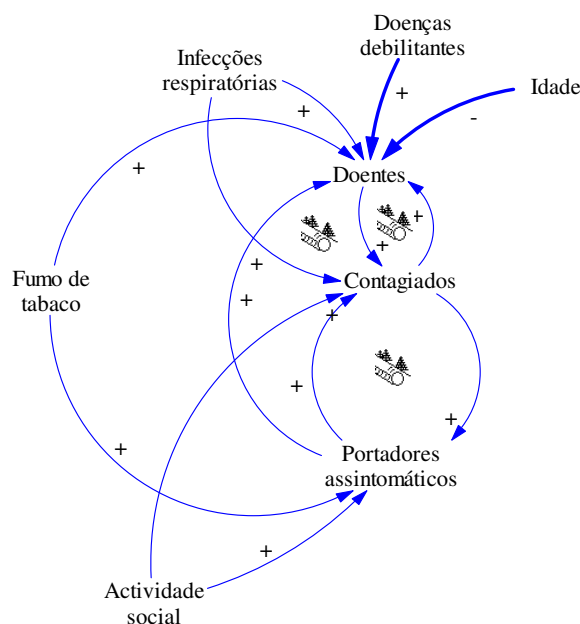 Doenças
debilitantes
Infecções
respiratórias
Idade
+
+
-
+
Doentes
+
+
+
Contagiados
Fumo de
tabaco
+
+
+
+
+
Portadores
assintomáticos
+
Actividade
social